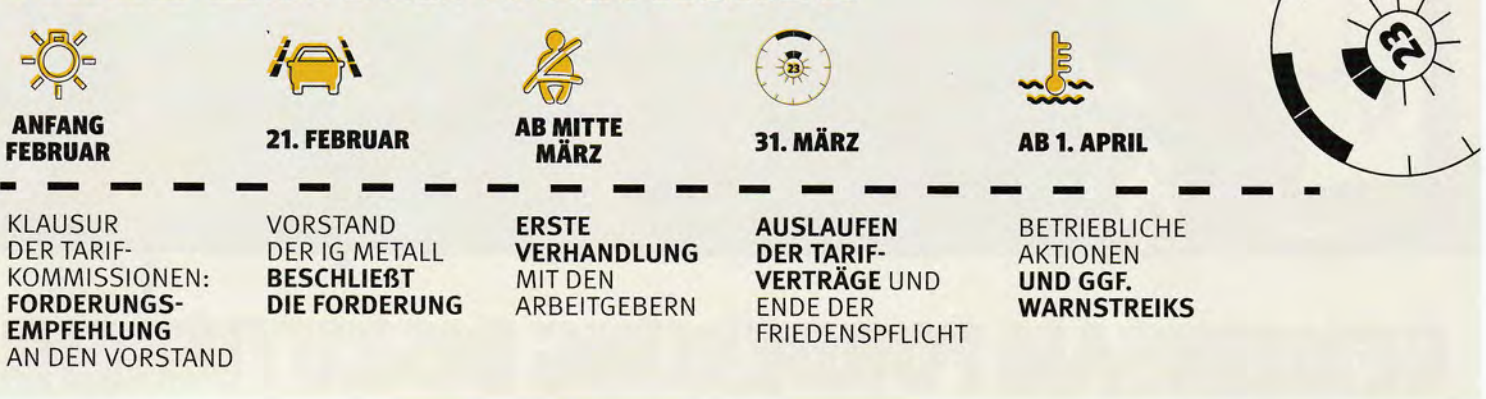 ANFANG
FEBRUAR
KLAUSUR
DER TARIF-
KOMMISSIONEN:
FORDERUNGS-
EMPFEHLUNG
AN DEN VORSTAND
21. FEBRUAR
VORSTAND
DER IG METALL
BESCHLIEẞT
DIE FORDERUNG
AB MITTE
MÄRZ
ERSTE
VERHANDLUNG
MIT DEN
ARBEITGEBERN
23
31. MÄRZ
AUSLAUFEN
DER TARIF-
VERTRÄGE UND
ENDE DER
FRIEDENSPFLICHT
AB 1. APRIL
BETRIEBLICHE
AKTIONEN
UND GGF.
WARNSTREIKS
23